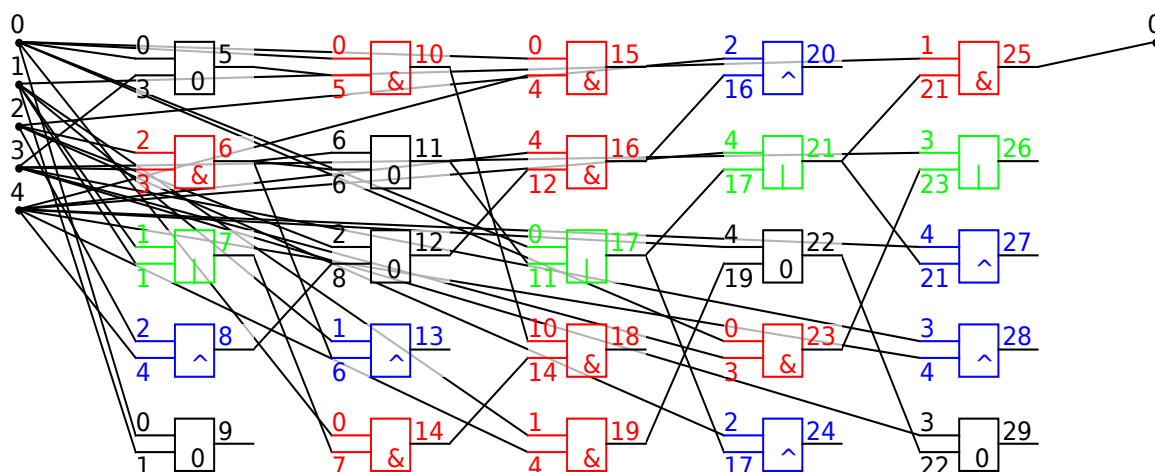 0 0
0 5 0 10 0 15 2 20 1 25
1
3 0 5 & 4 & 16 ^ 21 &
2
3
2 6 6 11 4 16 4 21 3 26
3 & 6 0 12 & 17 | 23 |
4
1 7 2 12 0 17 4 22 4 27
1 | 8 0 11 | 19 0 21 ^
2 8 1 13 10 18 0 23 3 28
4 ^ 6 ^ 14 & 3 & 4 ^
0 9 0 14 1 19 2 24 3 29
1 0 7 & 4 & 17 ^ 22 0